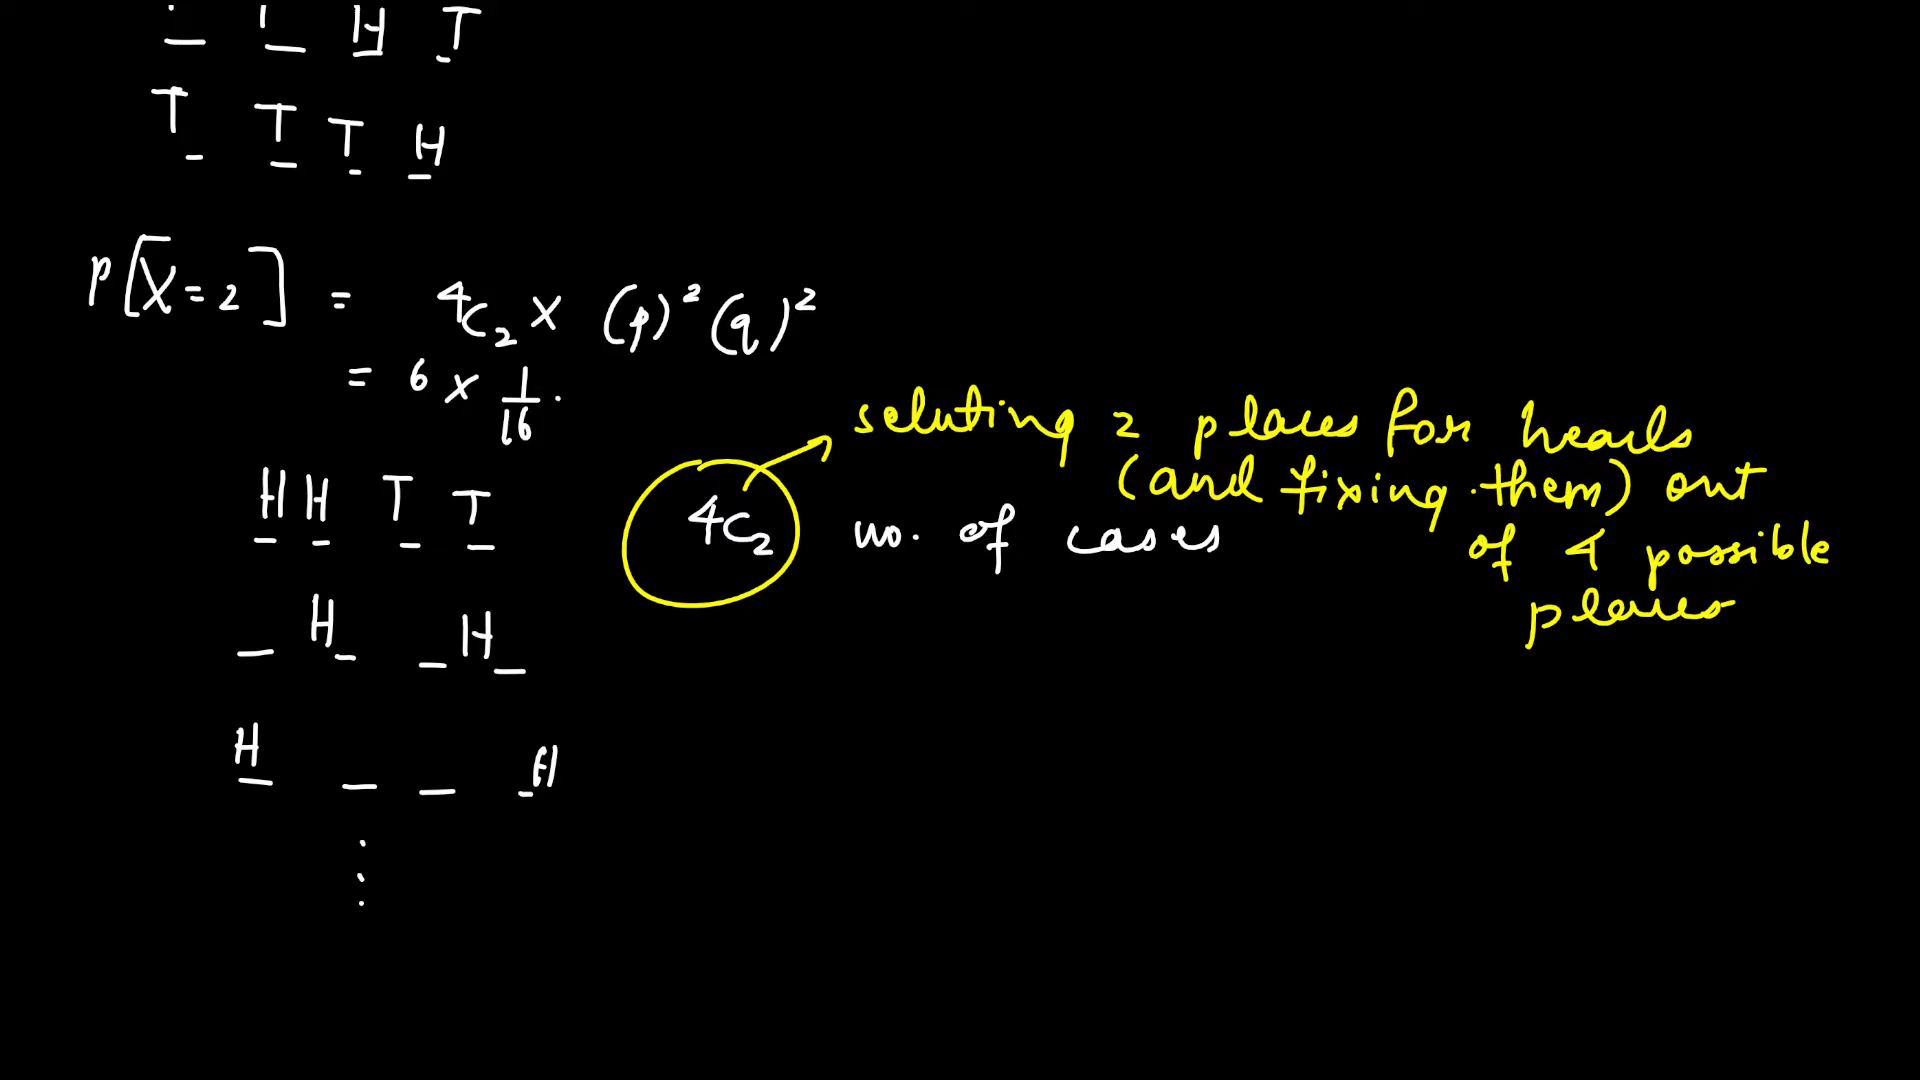 H T
T T T H
P[X=2] = ⁴C₂ × (p)² (q)²
= 6 × 1/16.
selecting 2 places for heads
(and fixing them) out
of 4 possible
places
H H T T
4C₂ no. of cases
_ H _ H
H _ _ H
⋮